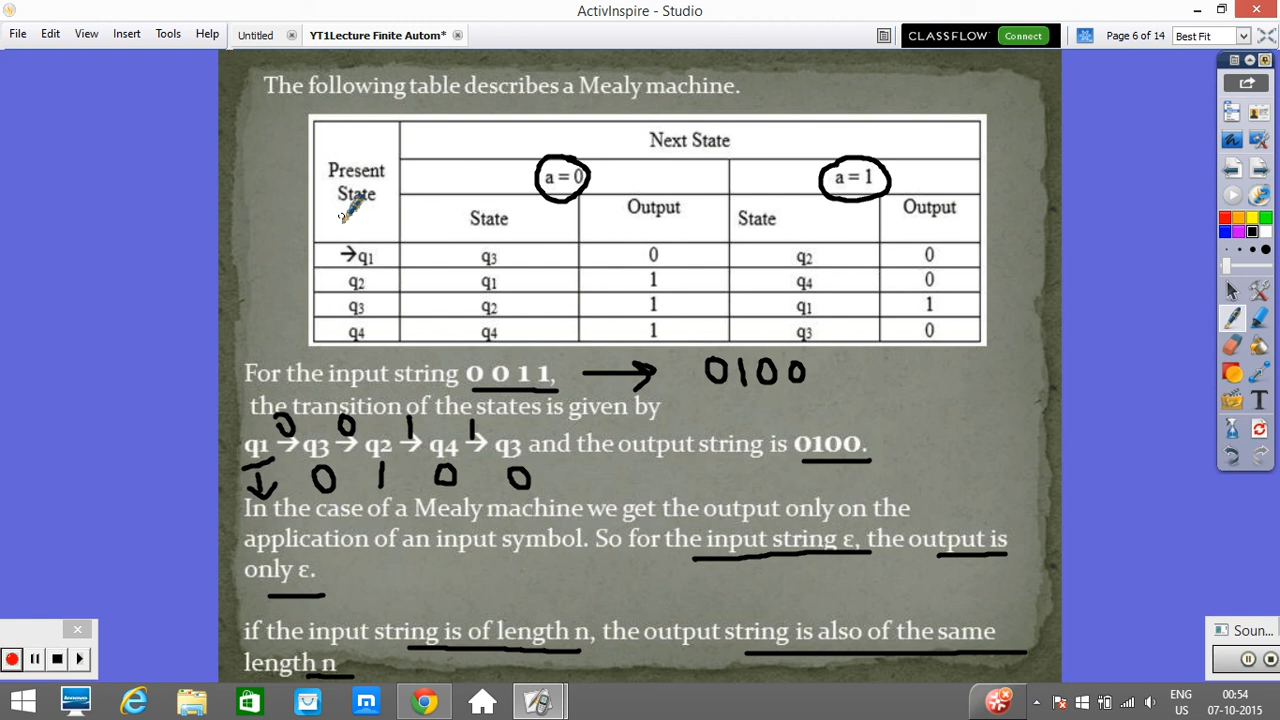 ActivInspire - Studio
File Edit View Insert Tools Help Untitled YT1Lecture Finite Autom* CLASSFLOW Connect Page 6 of 14 Best Fit
The following table describes a Mealy machine.
Present State Next State
a = 0 a = 1
State Output State Output
→q1 q3 0 q2 0
q2 q1 1 q4 0
q3 q2 1 q1 1
q4 q4 1 q3 0
For the input string 0 0 1 1, → 0100
the transition of the states is given by
0 0 1 1
q1 → q3 → q2 → q4 → q3 and the output string is 0100.
↓ 0 1 0 0
In the case of a Mealy machine we get the output only on the
application of an input symbol. So for the input string ε, the output is
only ε.
if the input string is of length n, the output string is also of the same
length n
Soun...
ENG 00:54
US 07-10-2015